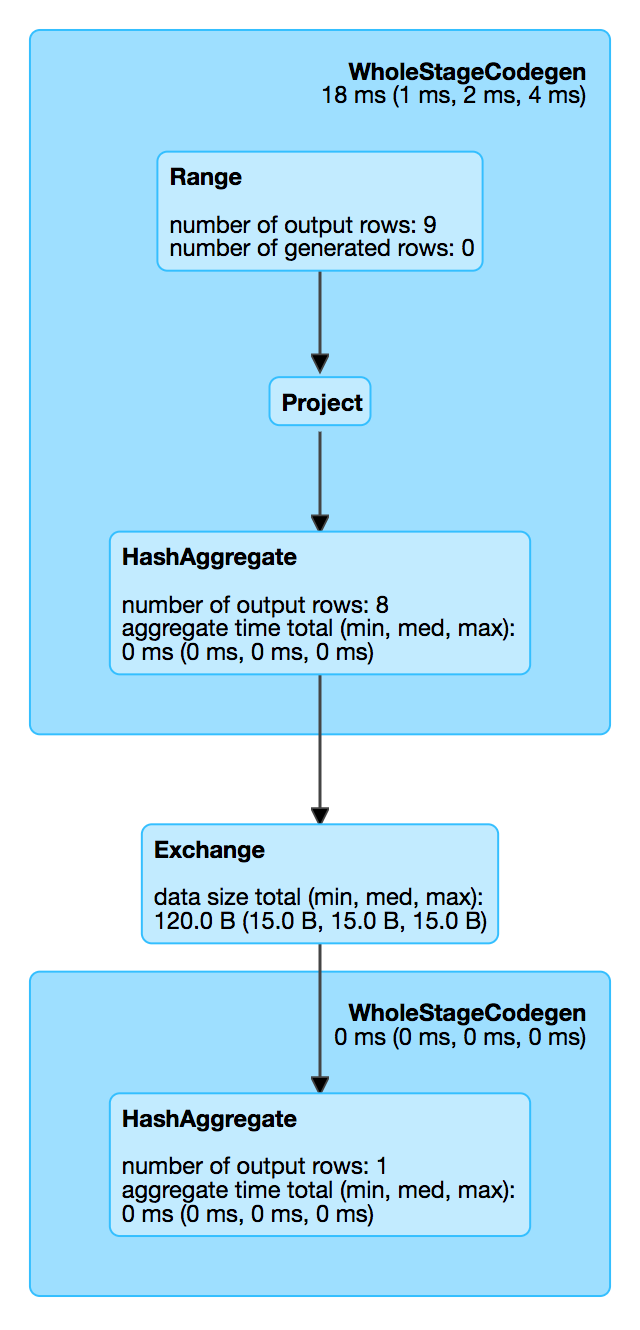 WholeStageCodegen
18 ms (1 ms, 2 ms, 4 ms)
Range
number of output rows: 9
number of generated rows: 0
Project
HashAggregate
number of output rows: 8
aggregate time total (min, med, max):
0 ms (0 ms, 0 ms, 0 ms)
Exchange
data size total (min, med, max):
120.0 B (15.0 B, 15.0 B, 15.0 B)
WholeStageCodegen
0 ms (0 ms, 0 ms, 0 ms)
HashAggregate
number of output rows: 1
aggregate time total (min, med, max):
0 ms (0 ms, 0 ms, 0 ms)